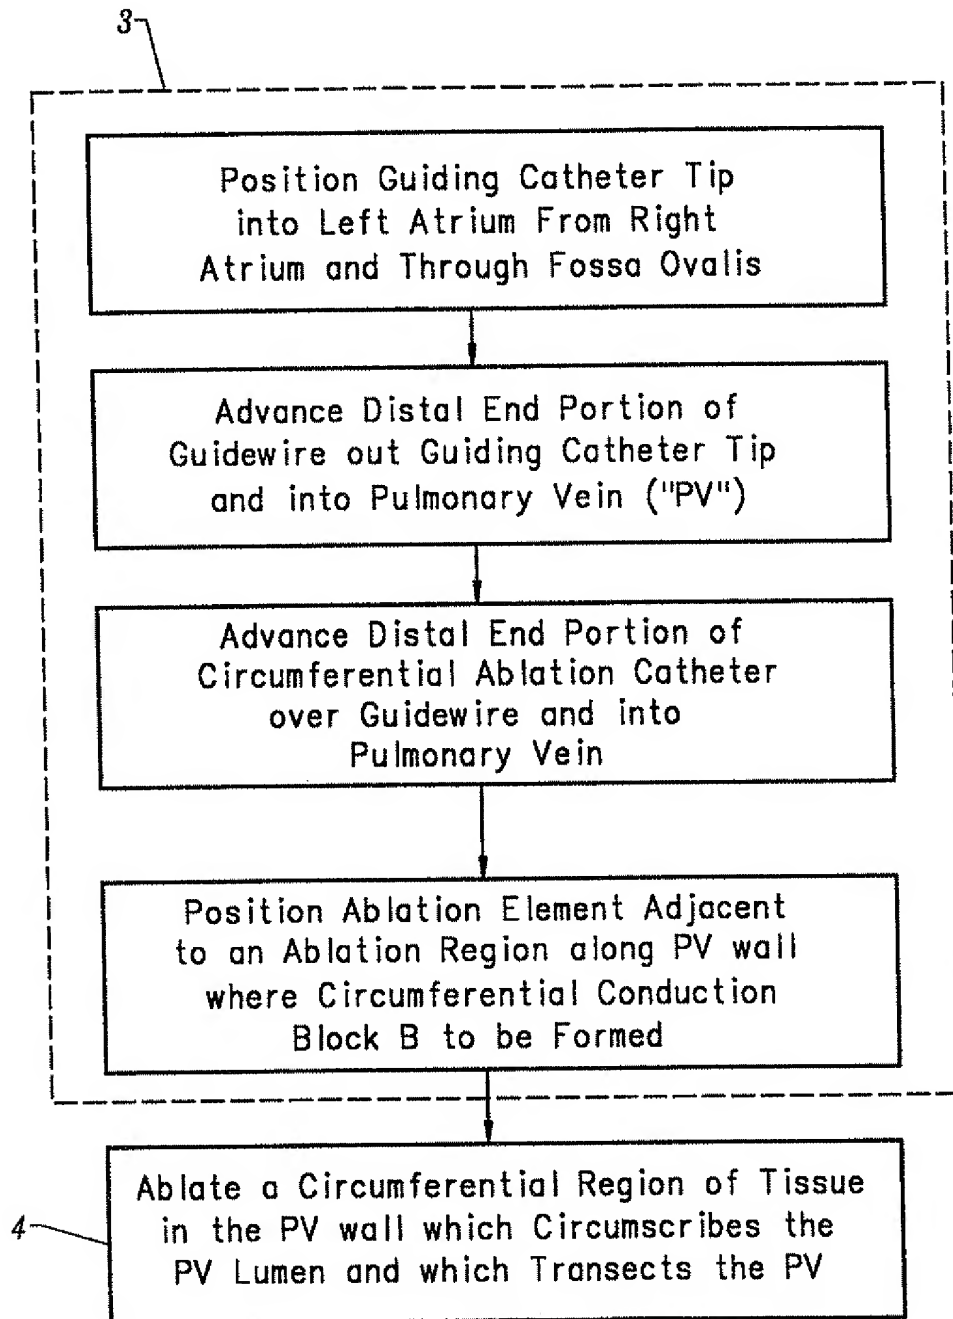 3
Position Guiding Catheter Tip
into Left Atrium From Right
Atrium and Through Fossa Ovalis
Advance Distal End Portion of
Guidewire out Guiding Catheter Tip
and into Pulmonary Vein ("PV")
Advance Distal End Portion of
Circumferential Ablation Catheter
over Guidewire and into
Pulmonary Vein
Position Ablation Element Adjacent
to an Ablation Region along PV wall
where Circumferential Conduction
Block B to be Formed
4
Ablate a Circumferential Region of Tissue
in the PV wall which Circumscribes the
PV Lumen and which Transects the PV